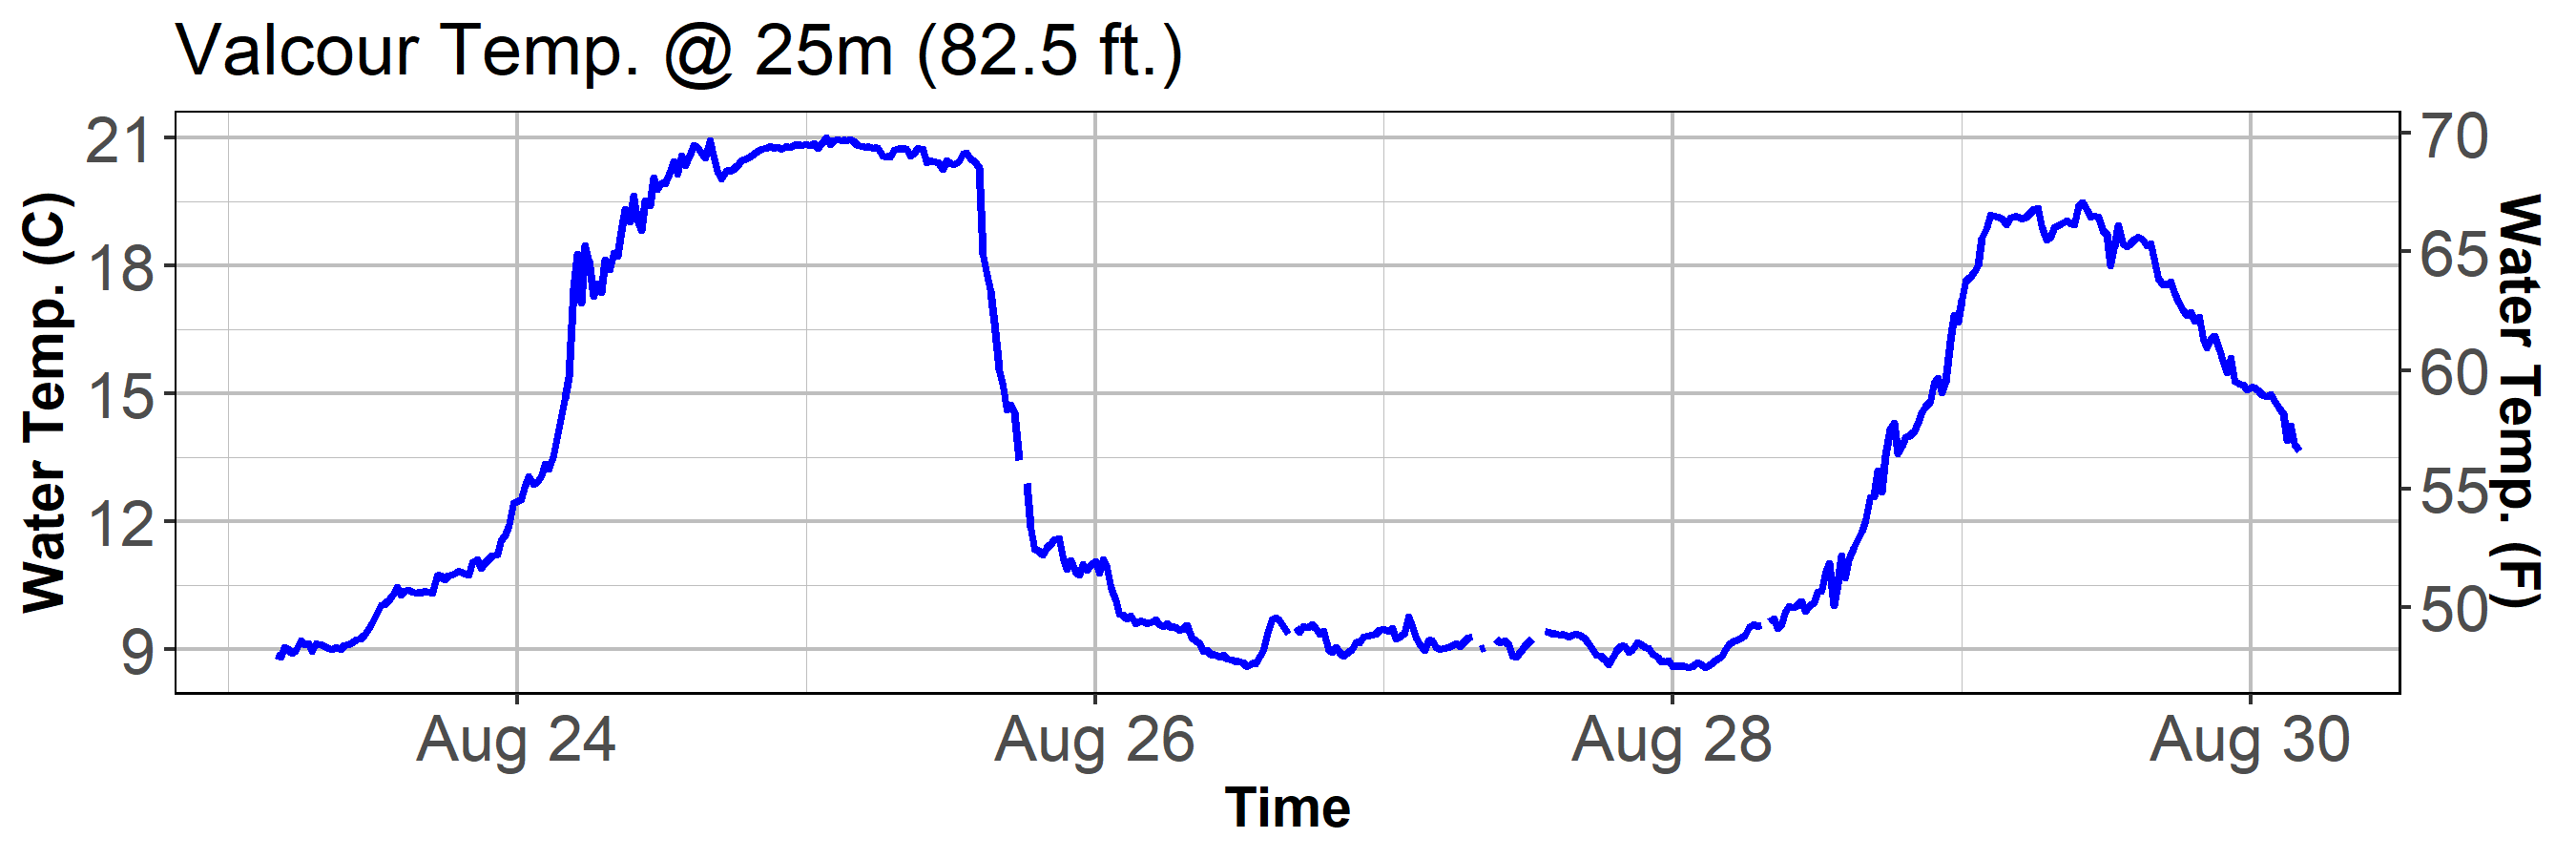 Valcour Temp. @ 25m (82.5 ft.)
Water Temp. (C)
21
18
15
12
9
70
65
60
55
50
Water Temp. (F)
Aug 24
Aug 26
Aug 28
Aug 30
Time